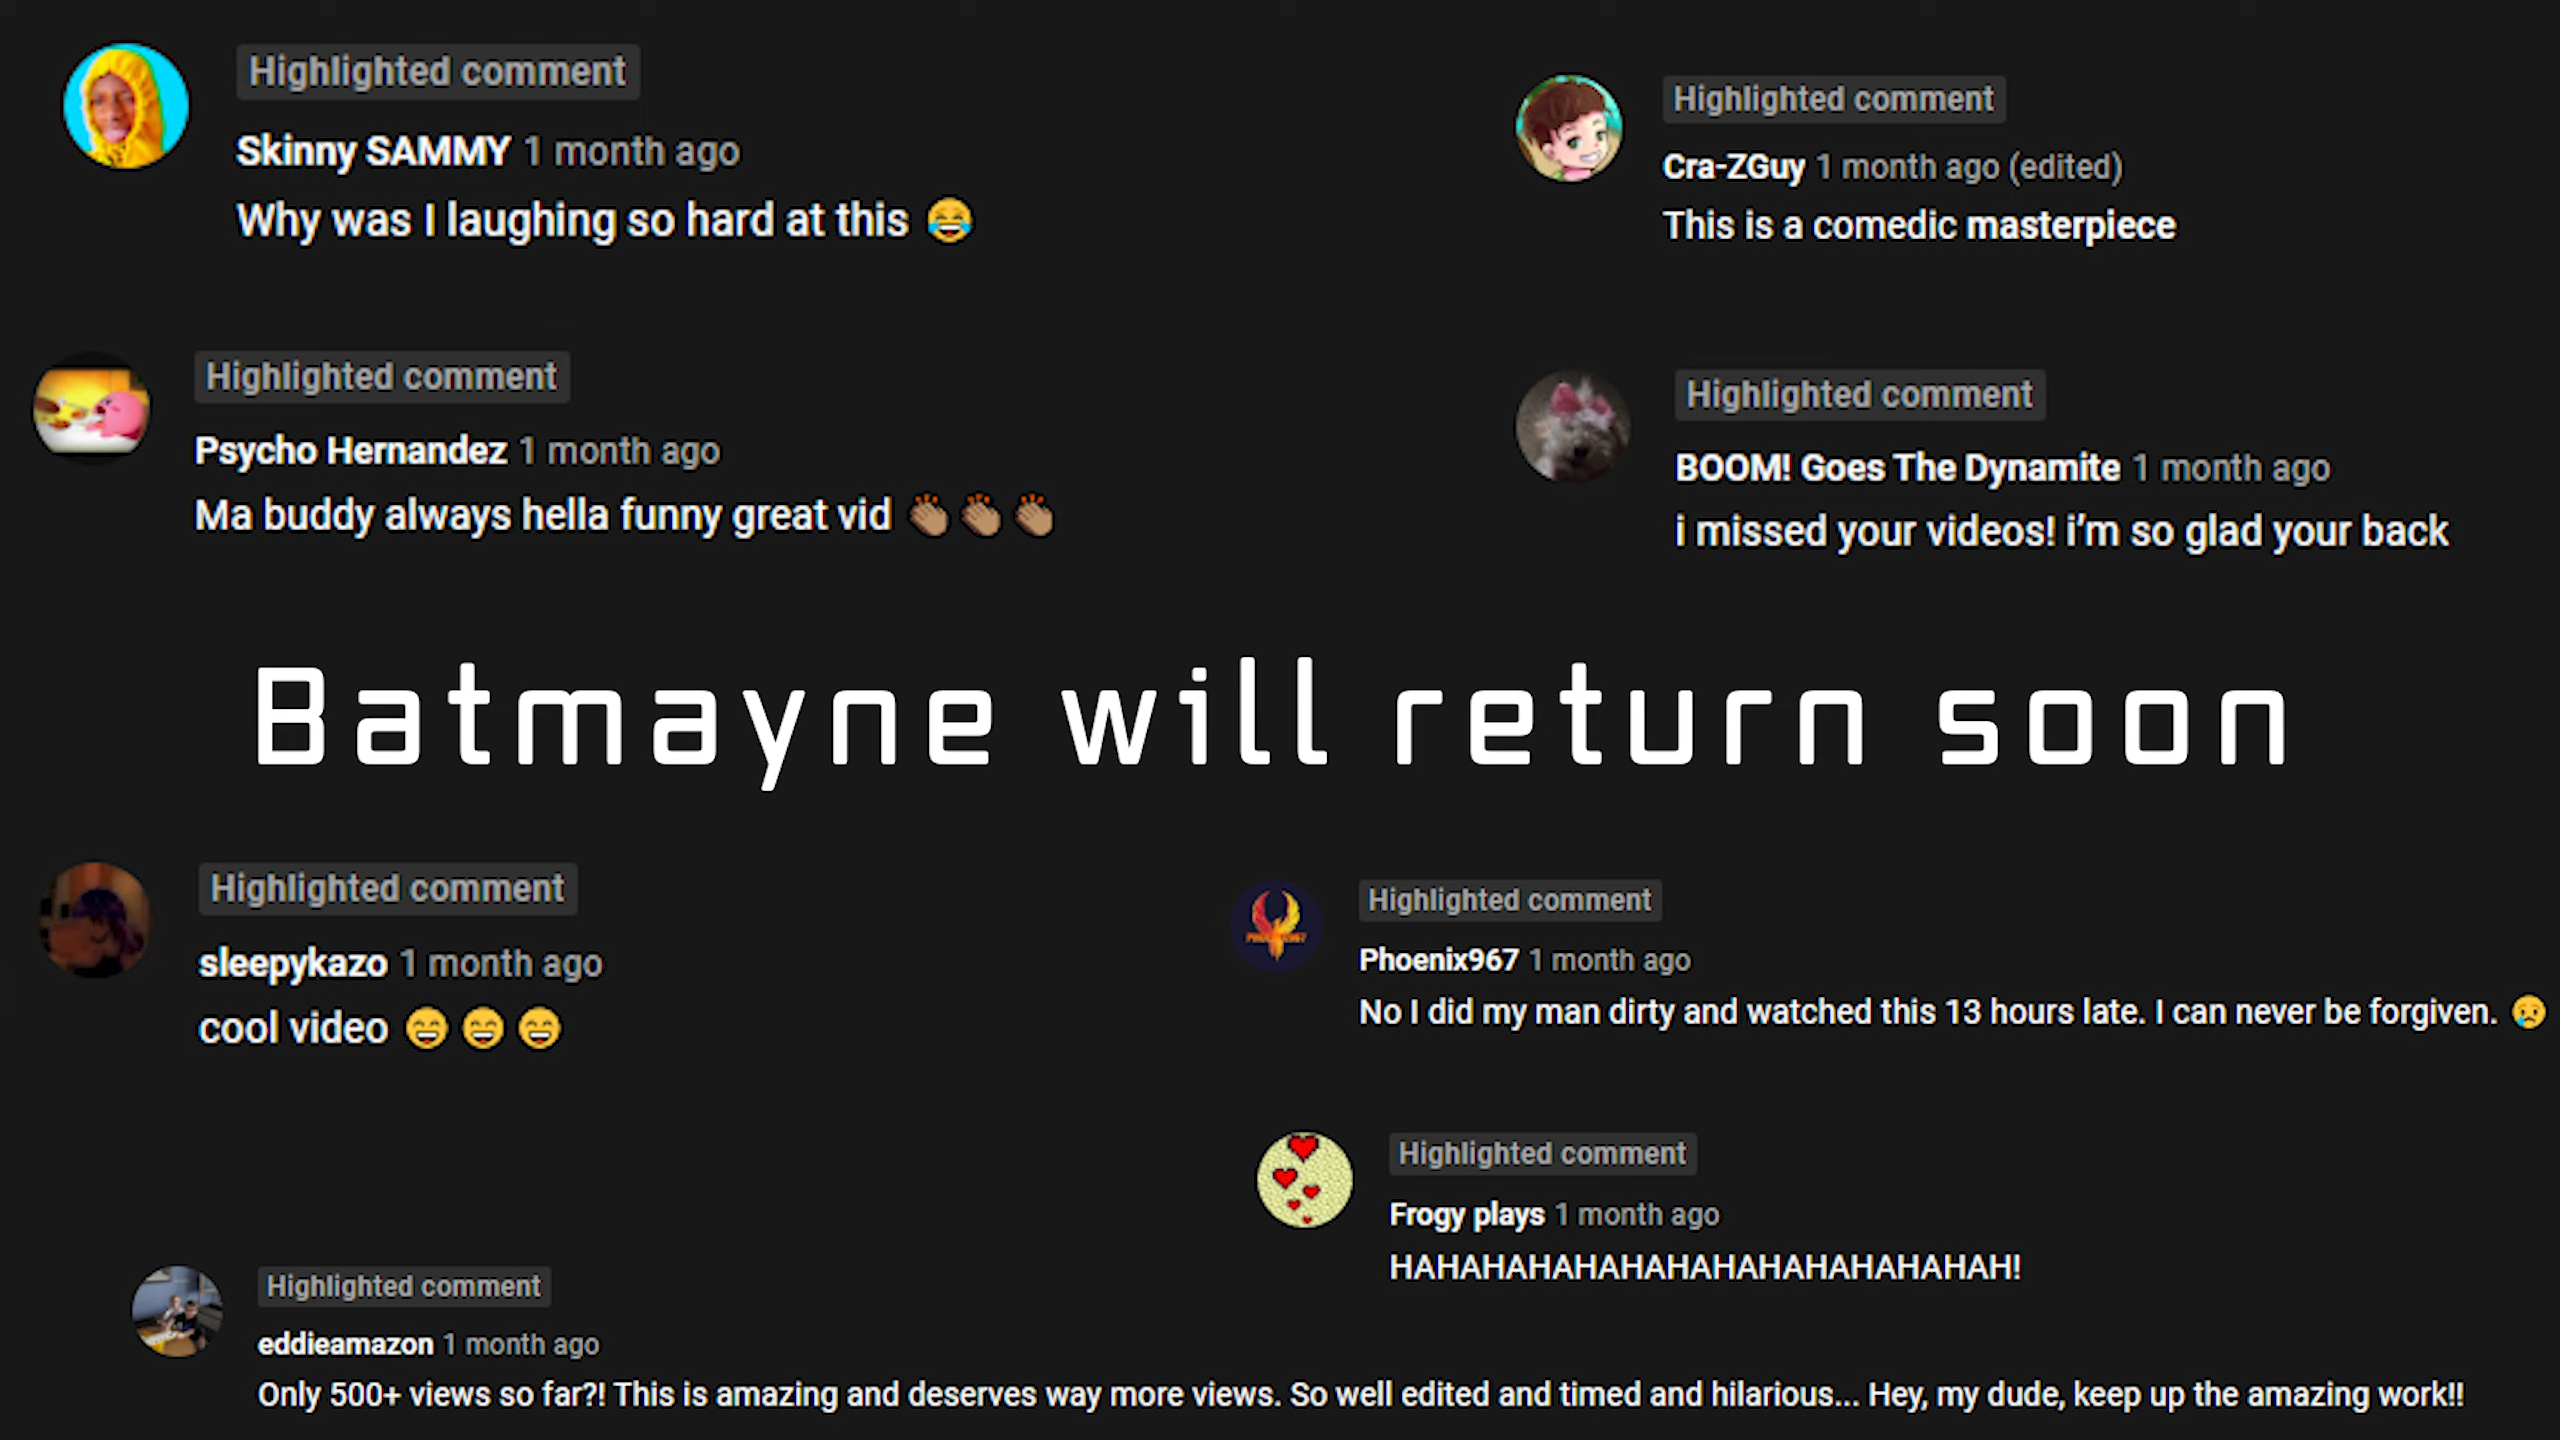 Highlighted comment
Skinny SAMMY 1 month ago
Why was I laughing so hard at this 😂
Highlighted comment
Cra-ZGuy 1 month ago (edited)
This is a comedic masterpiece
Highlighted comment
Psycho Hernandez 1 month ago
Ma buddy always hella funny great vid 👏🏽👏🏽👏🏽
Highlighted comment
BOOM! Goes The Dynamite 1 month ago
i missed your videos! i’m so glad your back
Batmayne will return soon
Highlighted comment
sleepykazo 1 month ago
cool video 😄😄😄
Highlighted comment
Phoenix967 1 month ago
No I did my man dirty and watched this 13 hours late. I can never be forgiven. 😢
Highlighted comment
Frogy plays 1 month ago
HAHAHAHAHAHAHAHAHAHAHAHAHAH!
Highlighted comment
eddieamazon 1 month ago
Only 500+ views so far?! This is amazing and deserves way more views. So well edited and timed and hilarious... Hey, my dude, keep up the amazing work!!